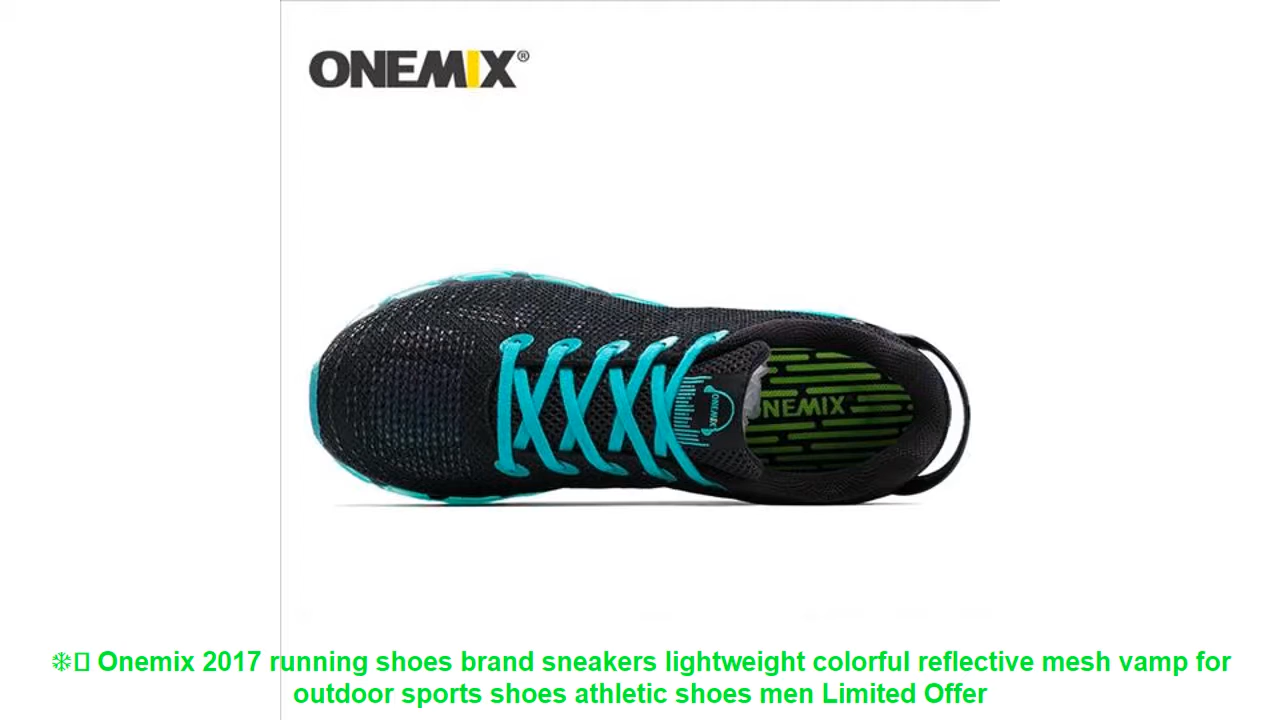 ONEMIX®
ONEMIX
NEMIX
❄️ Onemix 2017 running shoes brand sneakers lightweight colorful reflective mesh vamp for
outdoor sports shoes athletic shoes men Limited Offer